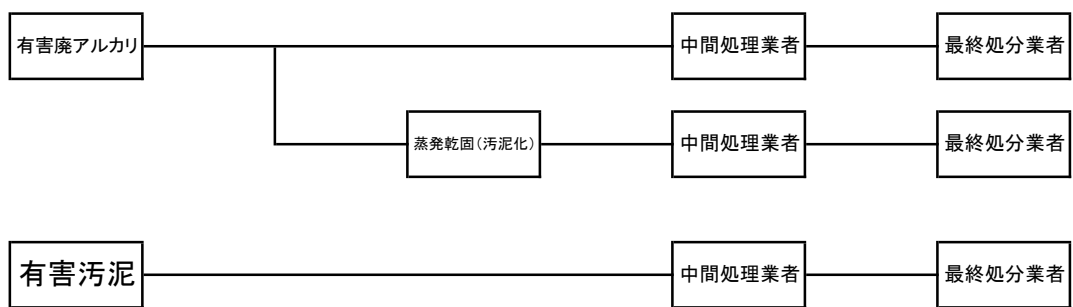 有害廃アルカリ
中間処理業者
最終処分業者
蒸発乾固(汚泥化)
中間処理業者
最終処分業者
有害汚泥
中間処理業者
最終処分業者